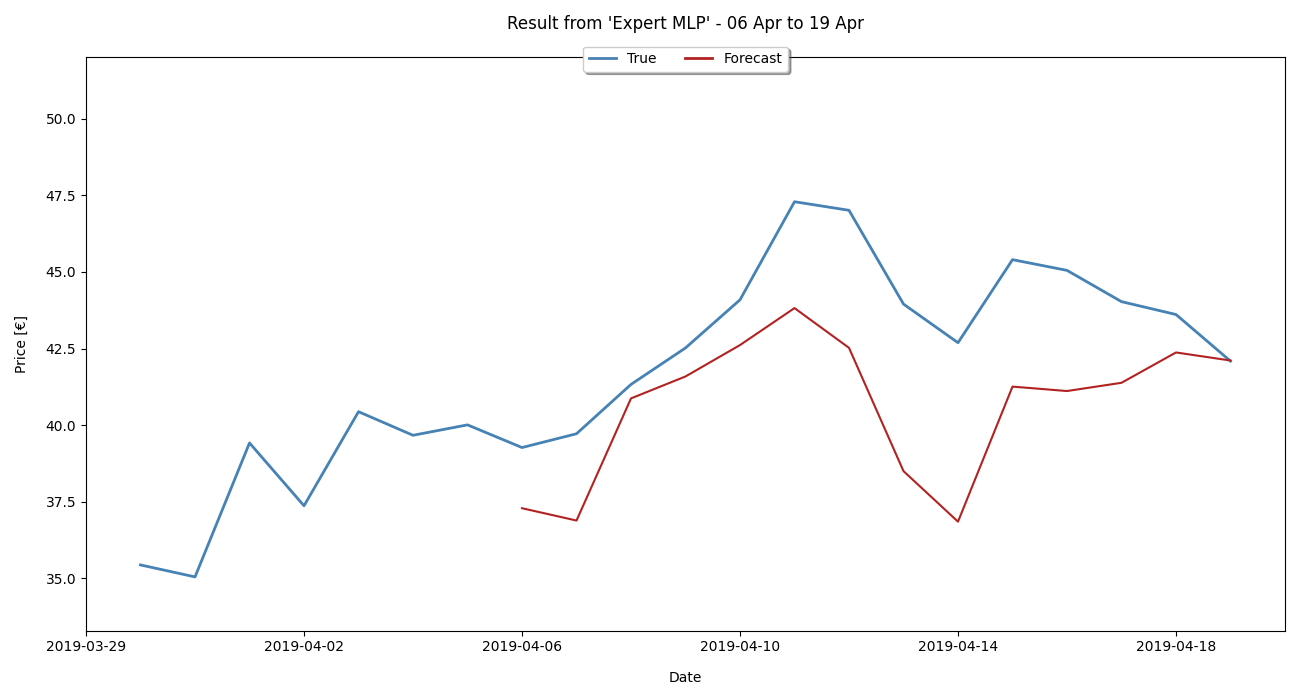 Result from 'Expert MLP' - 06 Apr to 19 Apr
True Forecast
50.0
47.5
45.0
42.5
40.0
37.5
35.0
Price [€]
2019-03-29 2019-04-02 2019-04-06 2019-04-10 2019-04-14 2019-04-18
Date